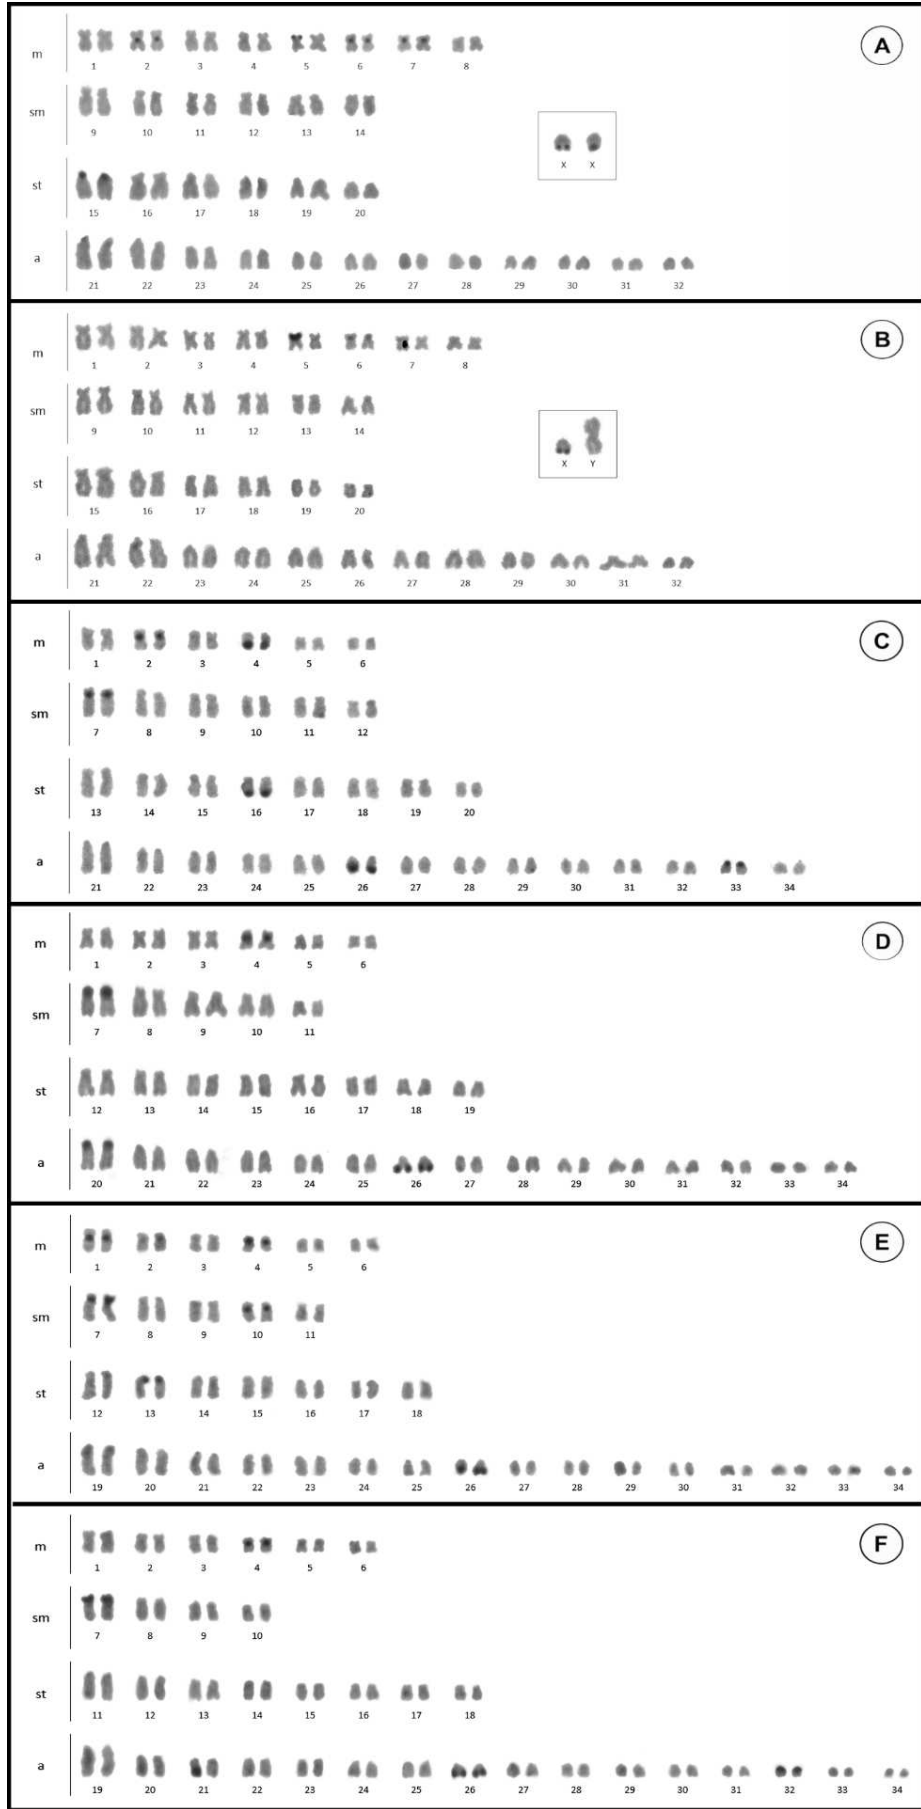 A
m
1 2 3 4 5 6 7 8
sm
9 10 11 12 13 14
X X
st
15 16 17 18 19 20
a
21 22 23 24 25 26 27 28 29 30 31 32
B
m
1 2 3 4 5 6 7 8
sm
9 10 11 12 13 14
X Y
st
15 16 17 18 19 20
a
21 22 23 24 25 26 27 28 29 30 31 32
C
m
1 2 3 4 5 6
sm
7 8 9 10 11 12
st
13 14 15 16 17 18 19 20
a
21 22 23 24 25 26 27 28 29 30 31 32 33 34
D
m
1 2 3 4 5 6
sm
7 8 9 10 11
st
12 13 14 15 16 17 18 19
a
20 21 22 23 24 25 26 27 28 29 30 31 32 33 34
E
m
1 2 3 4 5 6
sm
7 8 9 10 11
st
12 13 14 15 16 17 18
a
19 20 21 22 23 24 25 26 27 28 29 30 31 32 33 34
F
m
1 2 3 4 5 6
sm
7 8 9 10
st
11 12 13 14 15 16 17 18
a
19 20 21 22 23 24 25 26 27 28 29 30 31 32 33 34